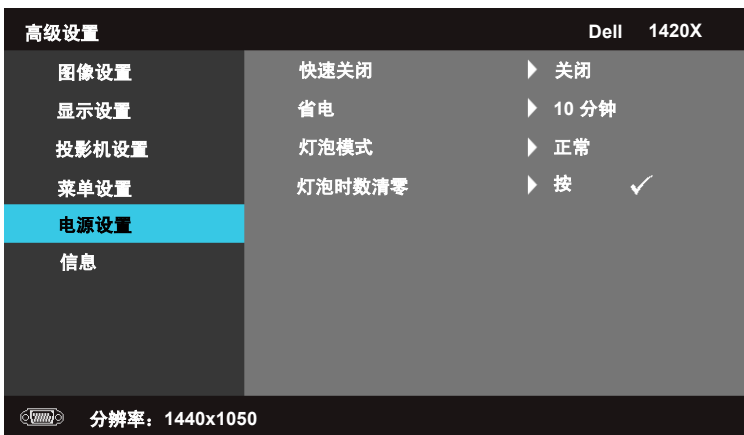 高级设置 Dell 1420X
图像设置 快速关闭 关闭
显示设置 省电 10 分钟
投影机设置 灯泡模式 正常
菜单设置 灯泡时数清零 按 ✓
电源设置
信息
分辨率：1440x1050